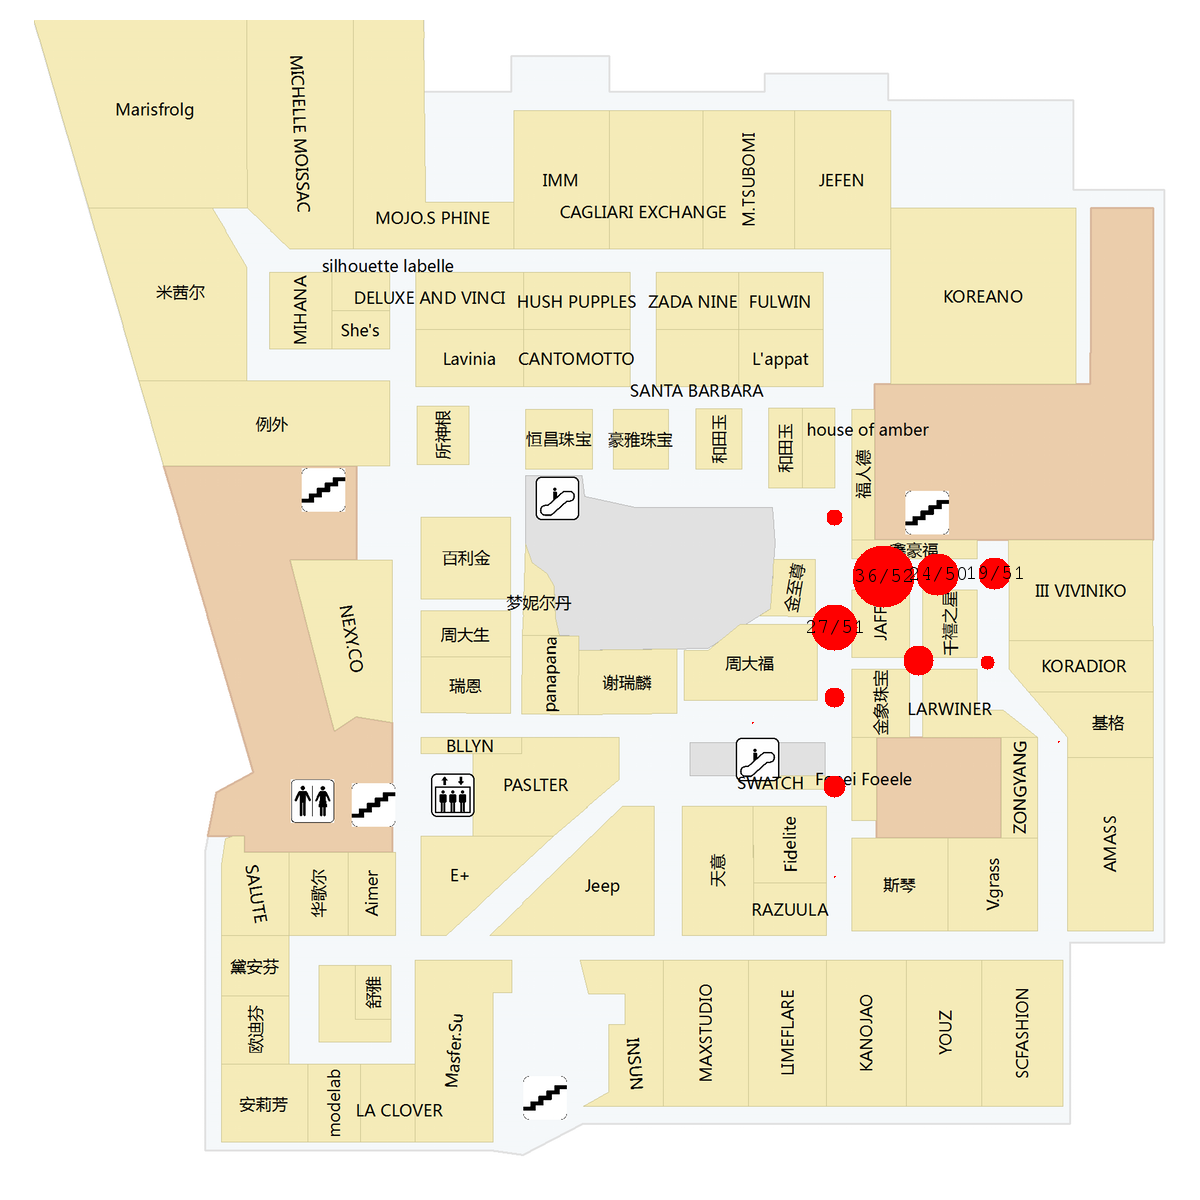 Marisfrolg
MICHELLE MOISSAC
MOJO.S PHINE
IMM
CAGLIARI EXCHANGE
M.TSUBOMI
JEFEN
米茜尔
silhouette labelle
MIHANA
DELUXE AND VINCI
She's
HUSH PUPPLES
ZADA NINE
FULWIN
KOREANO
Lavinia
CANTOMOTTO
L'appat
SANTA BARBARA
例外
所神根
恒昌珠宝
豪雅珠宝
和田玉
和田玉
house of amber
福人德
百利金
鑫豪福
金至尊
36/52
24/50
19/51
III VIVINIKO
梦妮尔丹
周大生
NEXY.CO
27/51
JAFF
千禧之星
瑞恩
panapana
谢瑞麟
周大福
KORADIOR
金象珠宝
LARWINER
基格
BLLYN
PASLTER
SWATCH
ZONGYANG
AMASS
E+
Jeep
天意
Fidelite
RAZUULA
斯琴
V.grass
SALUTE
华歌尔
Aimer
黛安芬
舒雅
欧迪芬
Masfer.Su
INSUN
MAXSTUDIO
LIMEFLARE
KANOJAO
YOUZ
SCFASHION
安莉芳
modelab
LA CLOVER